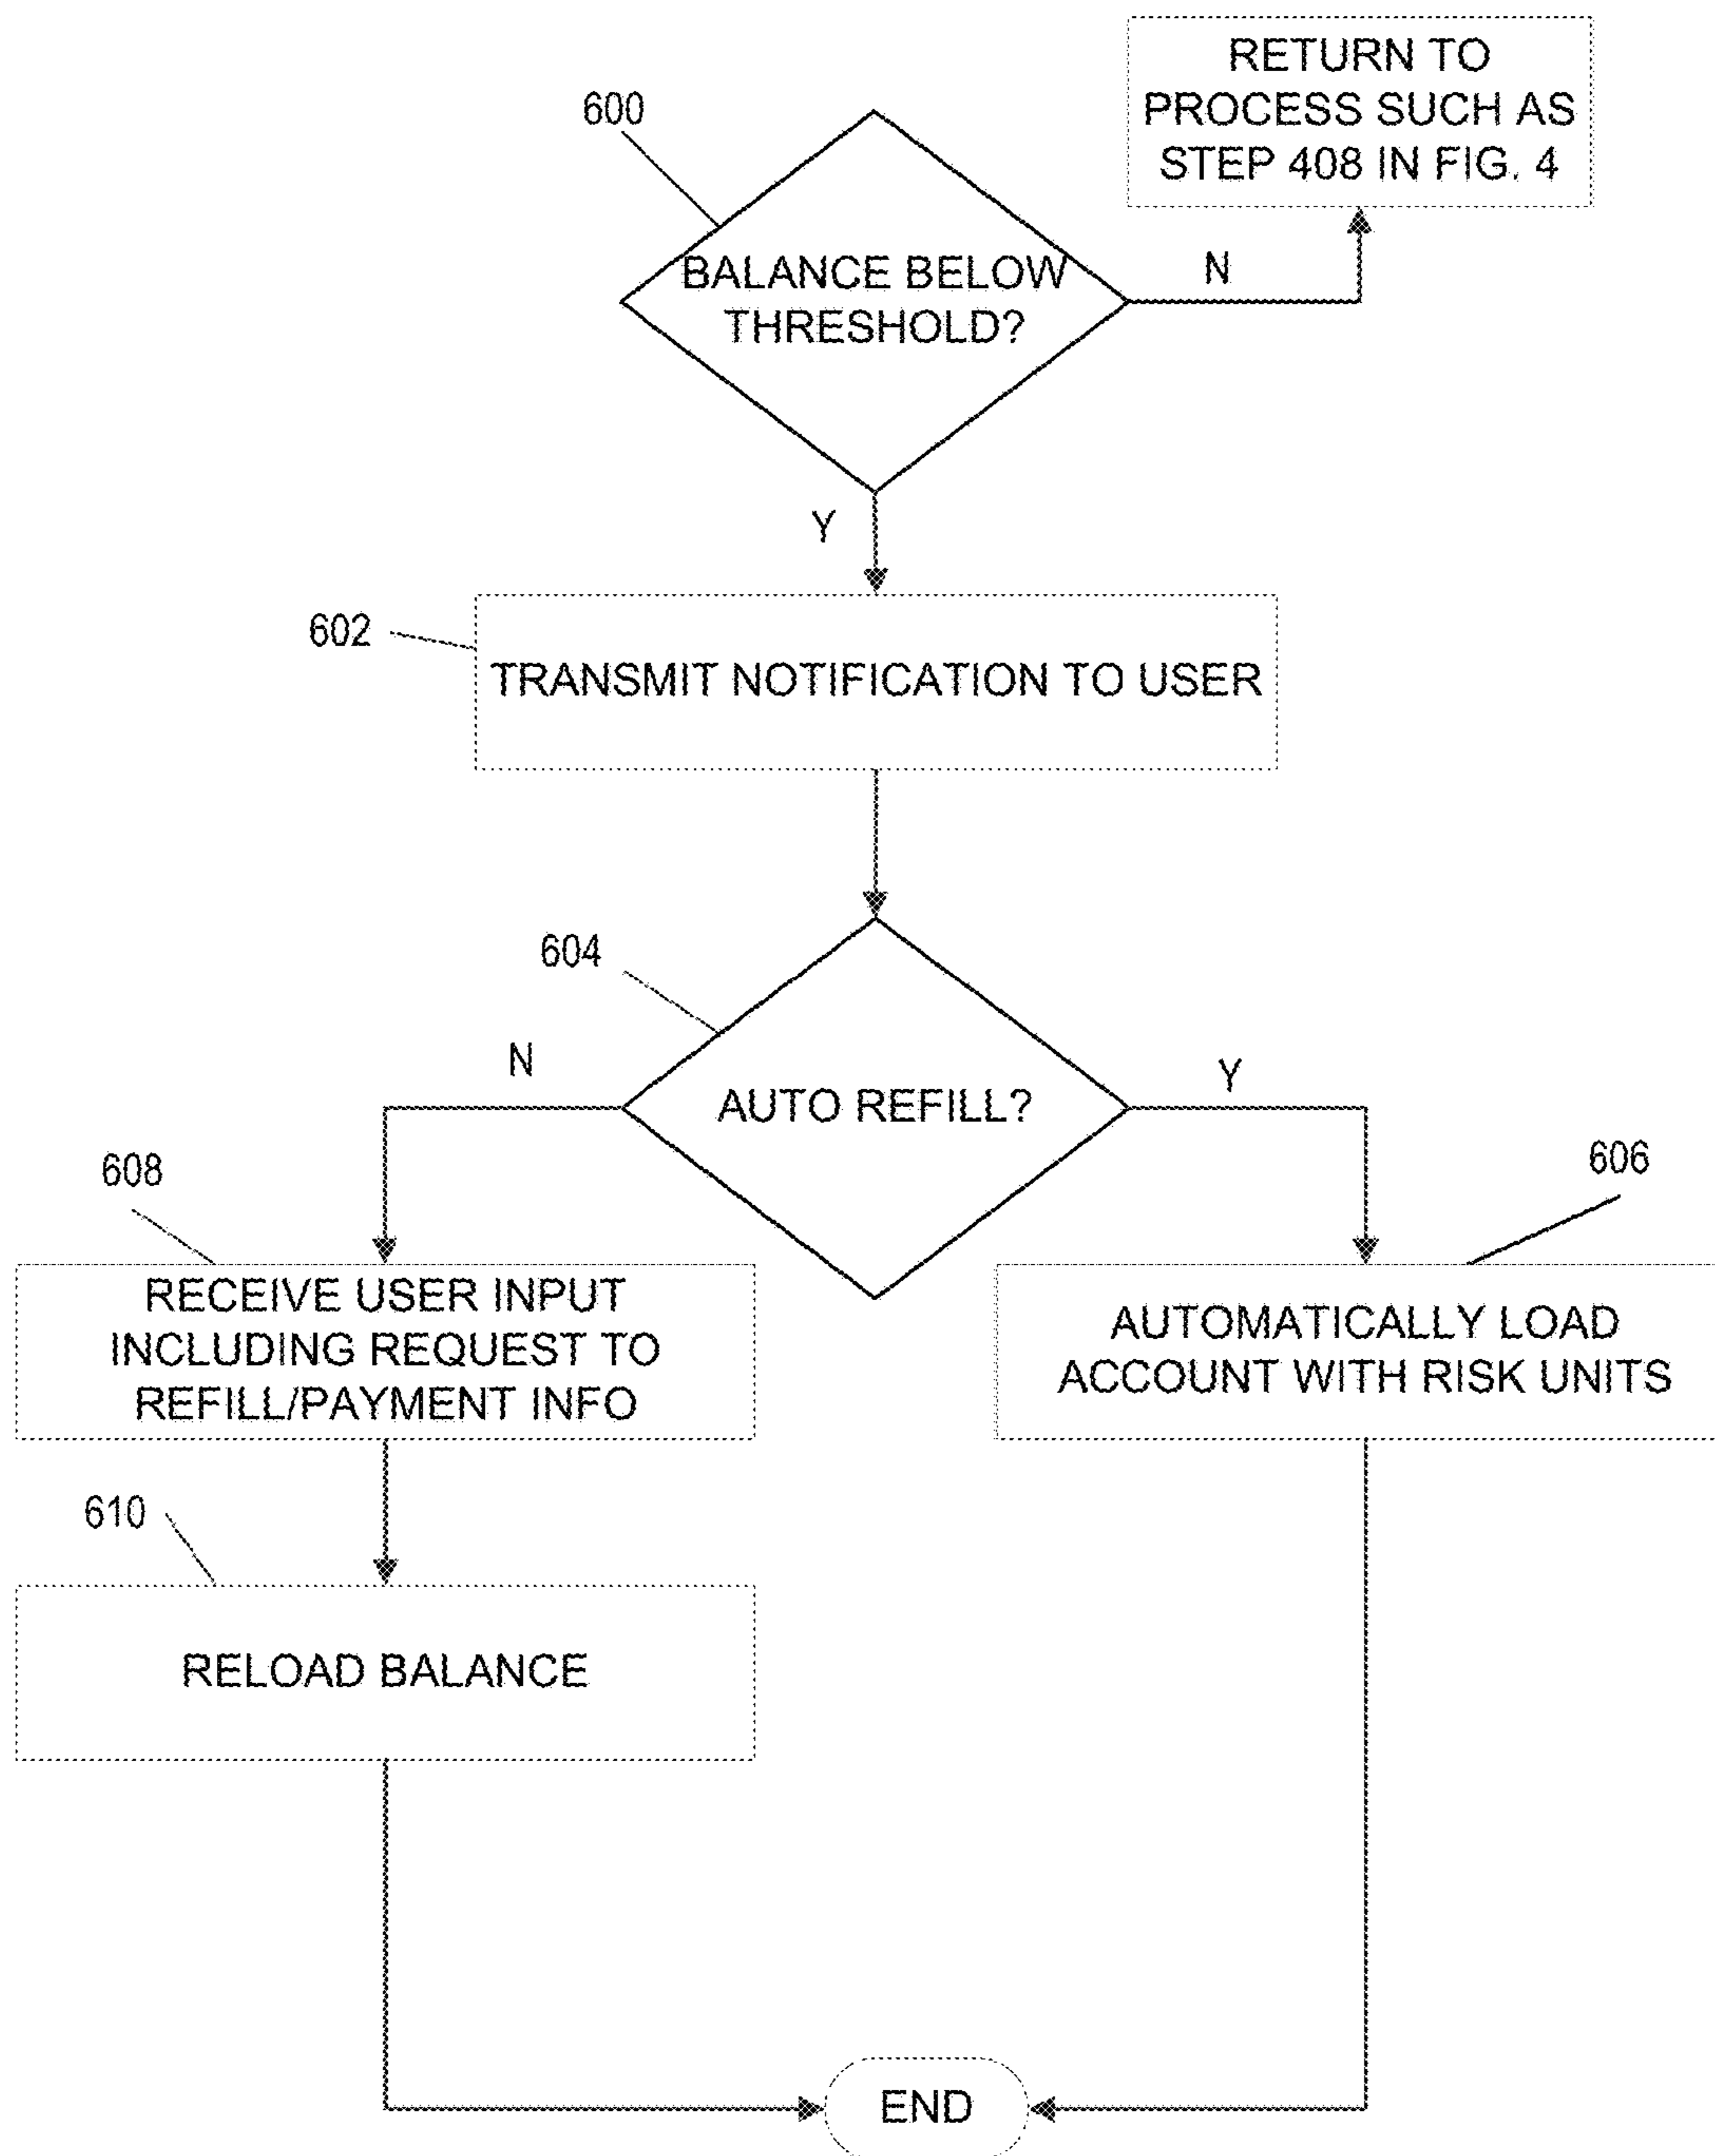 RETURN TO
PROCESS SUCH AS
STEP 408 IN FIG. 4
600
BALANCE BELOW
THRESHOLD?
N
Y
602
TRANSMIT NOTIFICATION TO USER
604
AUTO REFILL?
N
Y
608
606
RECEIVE USER INPUT
INCLUDING REQUEST TO
REFILL/PAYMENT INFO
AUTOMATICALLY LOAD
ACCOUNT WITH RISK UNITS
610
RELOAD BALANCE
END